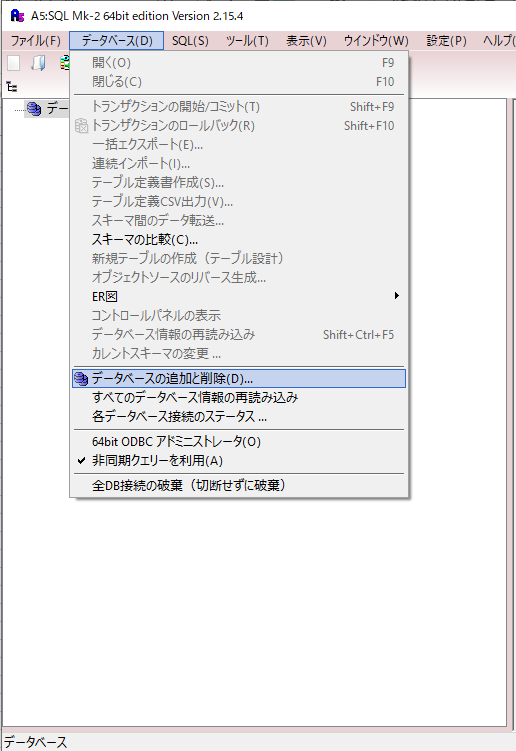 A5:SQL Mk-2 64bit edition Version 2.15.4
ファイル(F) データベース(D) SQL(S) ツール(T) 表示(V) ウインドウ(W) 設定(P) ヘルプ(
デー
開く(O) F9
閉じる(C) F10
トランザクションの開始/コミット(T) Shift+F9
トランザクションのロールバック(R) Shift+F10
一括エクスポート(E)...
連続インポート(I)...
テーブル定義書作成(S)...
テーブル定義CSV出力(V)...
スキーマ間のデータ転送...
スキーマの比較(C)...
新規テーブルの作成（テーブル設計）
オブジェクトソースのリバース生成...
ER図
コントロールパネルの表示
データベース情報の再読み込み Shift+Ctrl+F5
カレントスキーマの変更 ...
データベースの追加と削除(D)...
すべてのデータベース情報の再読み込み
各データベース接続のステータス ...
64bit ODBC アドミニストレータ(O)
非同期クエリーを利用(A)
全DB接続の破棄（切断せずに破棄）
データベース